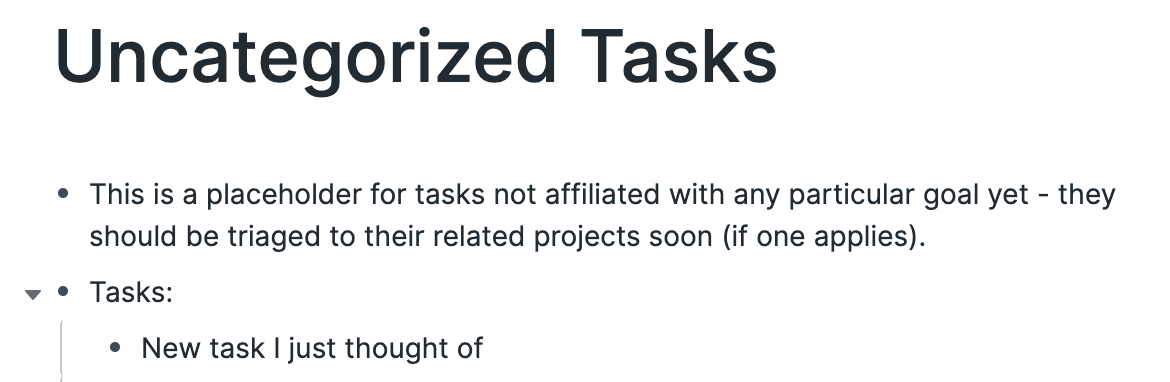 Uncategorized Tasks
This is a placeholder for tasks not affiliated with any particular goal yet - they
should be triaged to their related projects soon (if one applies).
Tasks:
New task I just thought of